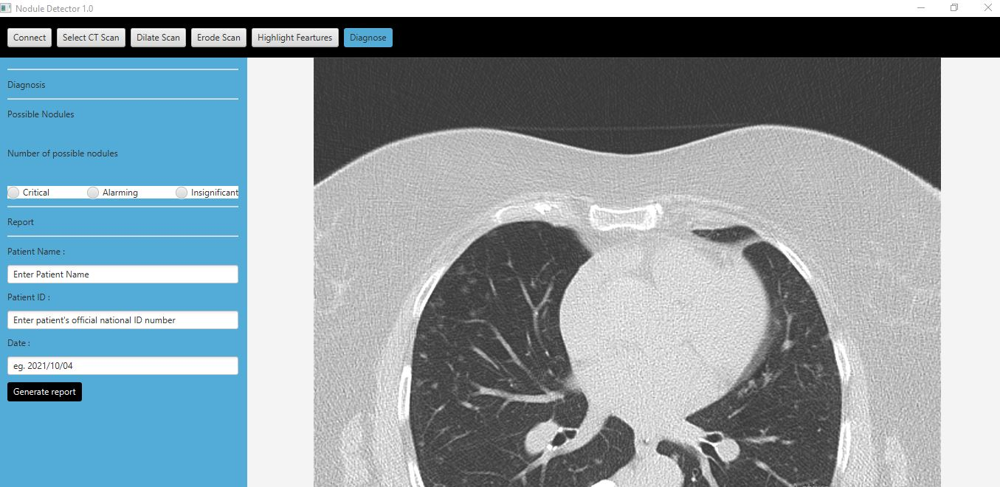 Nodule Detector 1.0
Connect Select CT Scan Dilate Scan Erode Scan Highlight Feartures Diagnose
Diagnosis
Possible Nodules
Number of possible nodules
Critical Alarming Insignificant
Report
Patient Name :
Enter Patient Name
Patient ID :
Enter patient's official national ID number
Date :
eg. 2021/10/04
Generate report